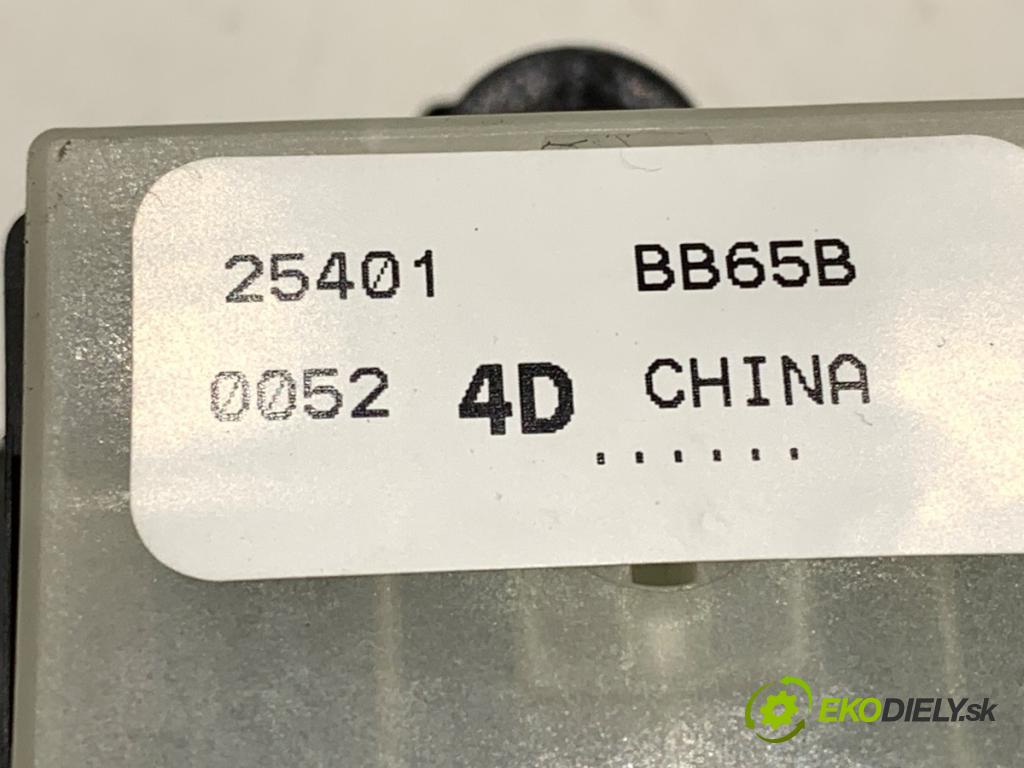 25401 BB65B
0052 4D CHINA
......
EKODIELY.sk